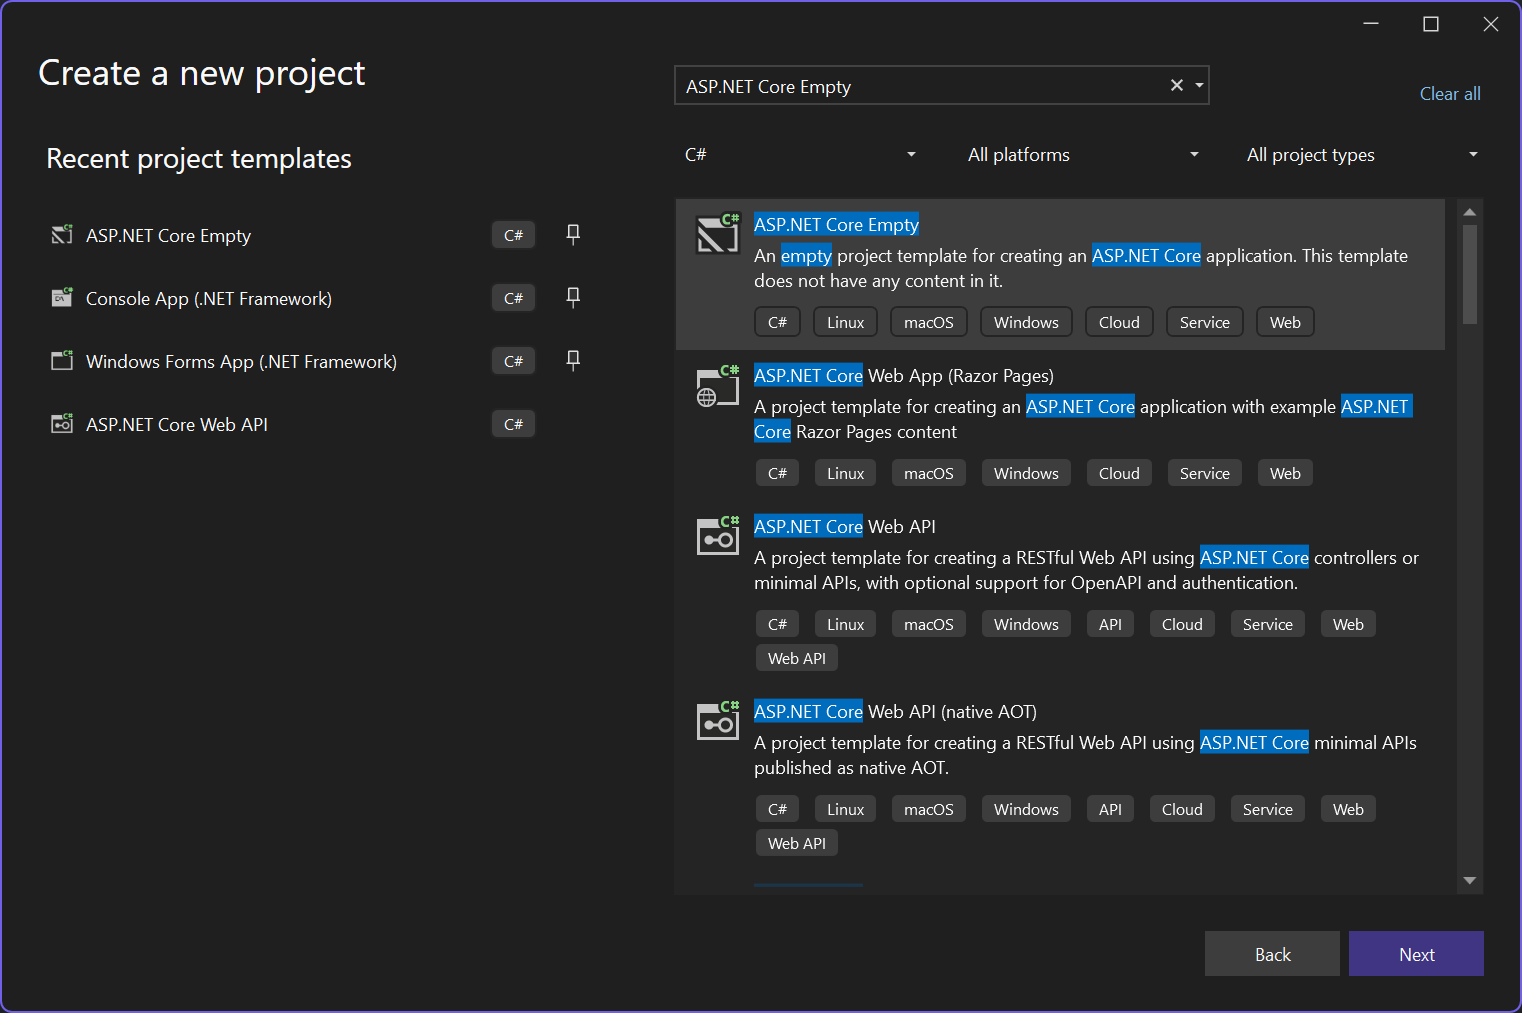 Create a new project
Recent project templates
ASP.NET Core Empty
C#
Console App (.NET Framework)
C#
Windows Forms App (.NET Framework)
C#
ASP.NET Core Web API
C#
ASP.NET Core Empty
Clear all
C#
All platforms
All project types
C#
ASP.NET Core Empty
An empty project template for creating an ASP.NET Core application. This template
does not have any content in it.
C# Linux macOS Windows Cloud Service Web
C#
ASP.NET Core Web App (Razor Pages)
A project template for creating an ASP.NET Core application with example ASP.NET
Core Razor Pages content
C# Linux macOS Windows Cloud Service Web
C#
ASP.NET Core Web API
A project template for creating a RESTful Web API using ASP.NET Core controllers or
minimal APIs, with optional support for OpenAPI and authentication.
C# Linux macOS Windows API Cloud Service Web
Web API
C#
ASP.NET Core Web API (native AOT)
A project template for creating a RESTful Web API using ASP.NET Core minimal APIs
published as native AOT.
C# Linux macOS Windows API Cloud Service Web
Web API
Back
Next